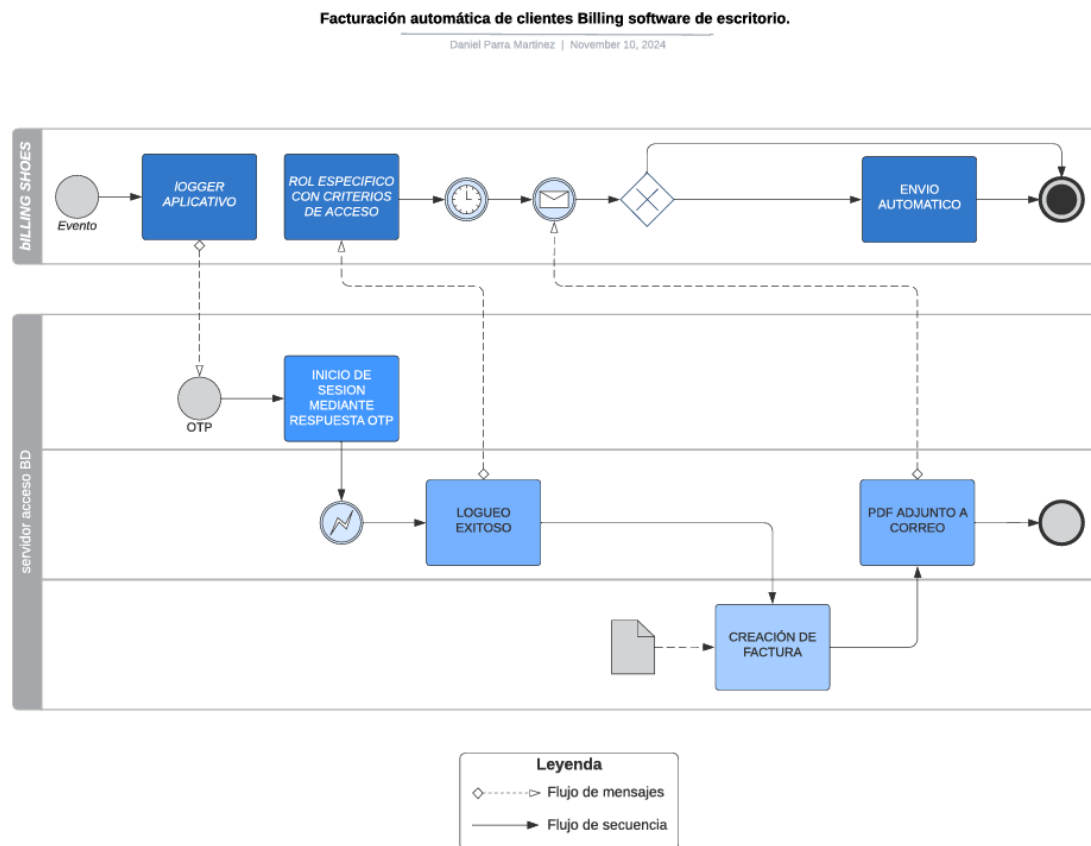 Facturación automática de clientes Billing software de escritorio.
Daniel Parra Martinez | November 10, 2024
bILLING SHOES
Evento
lOGGER
APLICATIVO
ROL ESPECIFICO
CON CRITERIOS
DE ACCESO
ENVIO
AUTOMATICO
servidor acceso BD
OTP
INICIO DE
SESION
MEDIANTE
RESPUESTA OTP
LOGUEO
EXITOSO
PDF ADJUNTO A
CORREO
CREACIÓN DE
FACTURA
Leyenda
Flujo de mensajes
Flujo de secuencia